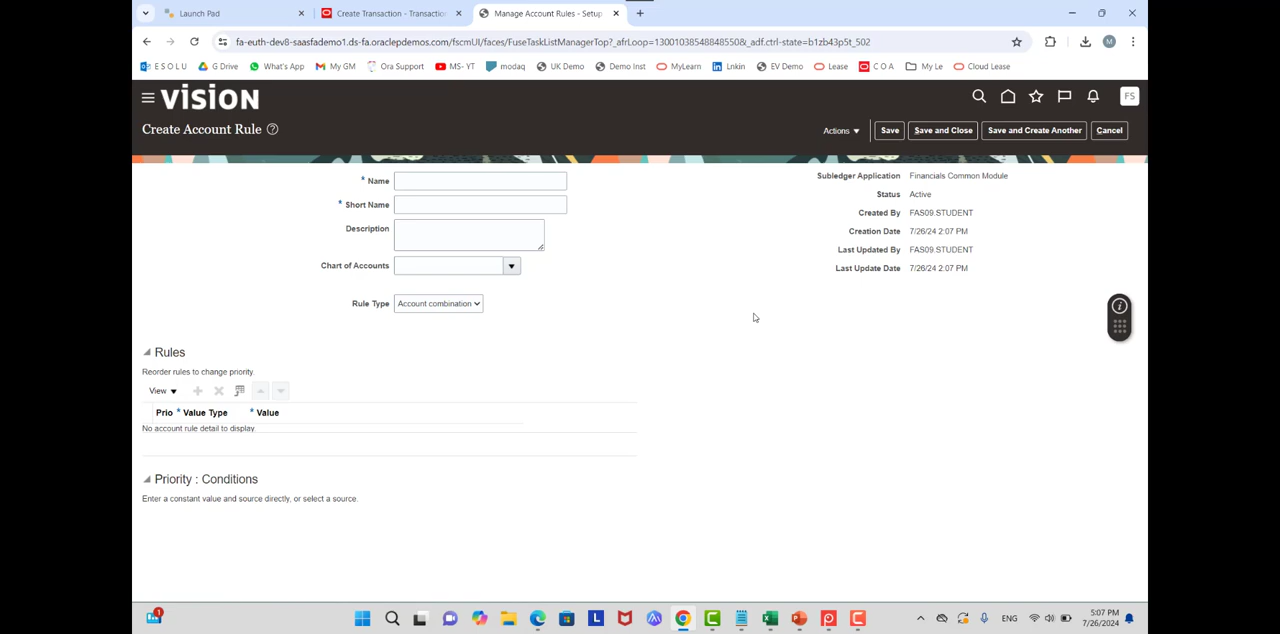 Launch Pad
Create Transaction - Transactio
Manage Account Rules - Setup
fa-euth-dev8-saasfademo1.ds-fa.oraclepdemos.com/fscmUI/faces/FuseTaskListManagerTop?_afrLoop=13001038548848550&_adf.ctrl-state=b1zb43p5t_502
M
E S O L U
G Drive
What's App
My GM
Ora Support
MS- YT
modaq
UK Demo
Demo Inst
MyLearn
Lnkin
EV Demo
Lease
C O A
My Le
Cloud Lease
VISION
FS
Create Account Rule
Actions
Save
Save and Close
Save and Create Another
Cancel
* Name
* Short Name
Description
Chart of Accounts
Rule Type Account combination
Subledger Application Financials Common Module
Status Active
Created By FAS09.STUDENT
Creation Date 7/26/24 2:07 PM
Last Updated By FAS09.STUDENT
Last Update Date 7/26/24 2:07 PM
Rules
Reorder rules to change priority.
View
Prio * Value Type * Value
No account rule detail to display
Priority : Conditions
Enter a constant value and source directly, or select a source.
1
ENG
5:07 PM
7/26/2024